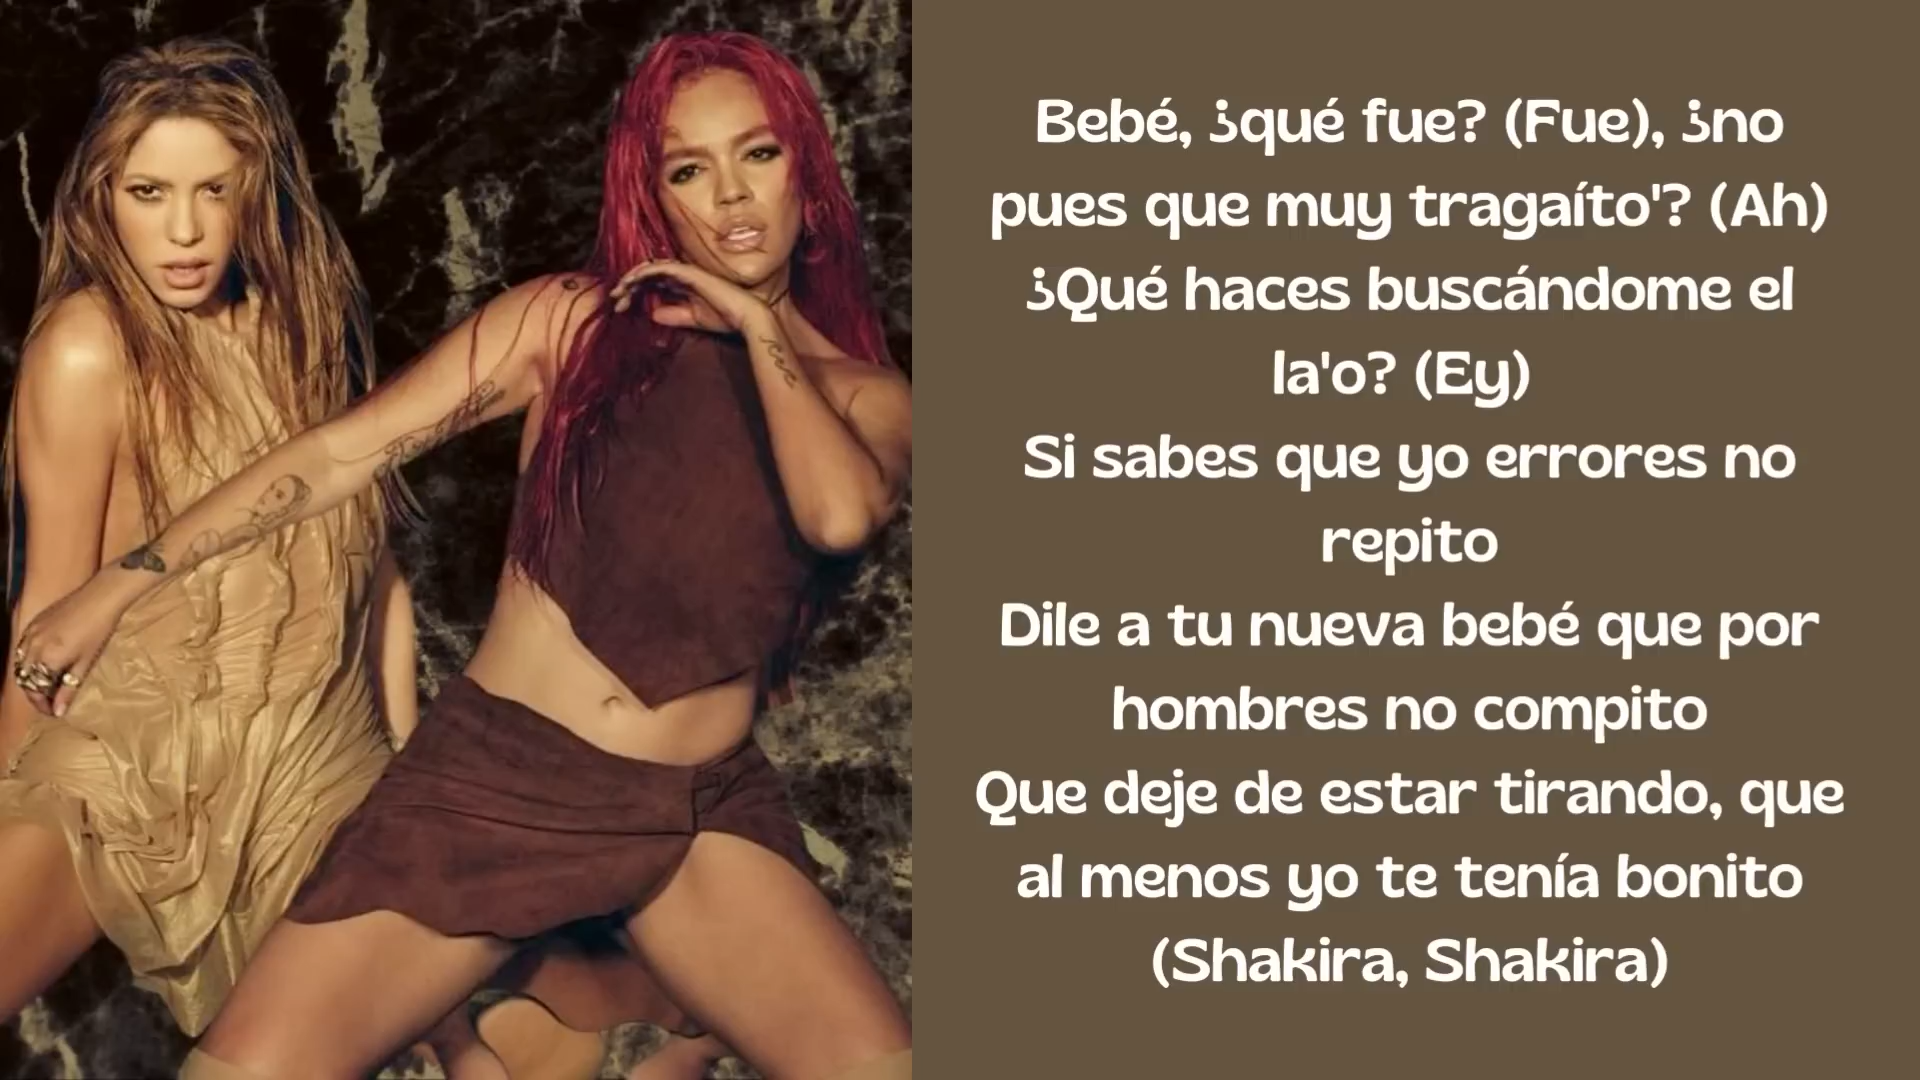 Bebé, ¿qué fue? (Fue), ¿no
pues que muy tragaíto'? (Ah)
¿Qué haces buscándome el
la'o? (Ey)
Si sabes que yo errores no
repito
Dile a tu nueva bebé que por
hombres no compito
Que deje de estar tirando, que
al menos yo te tenía bonito
(Shakira, Shakira)